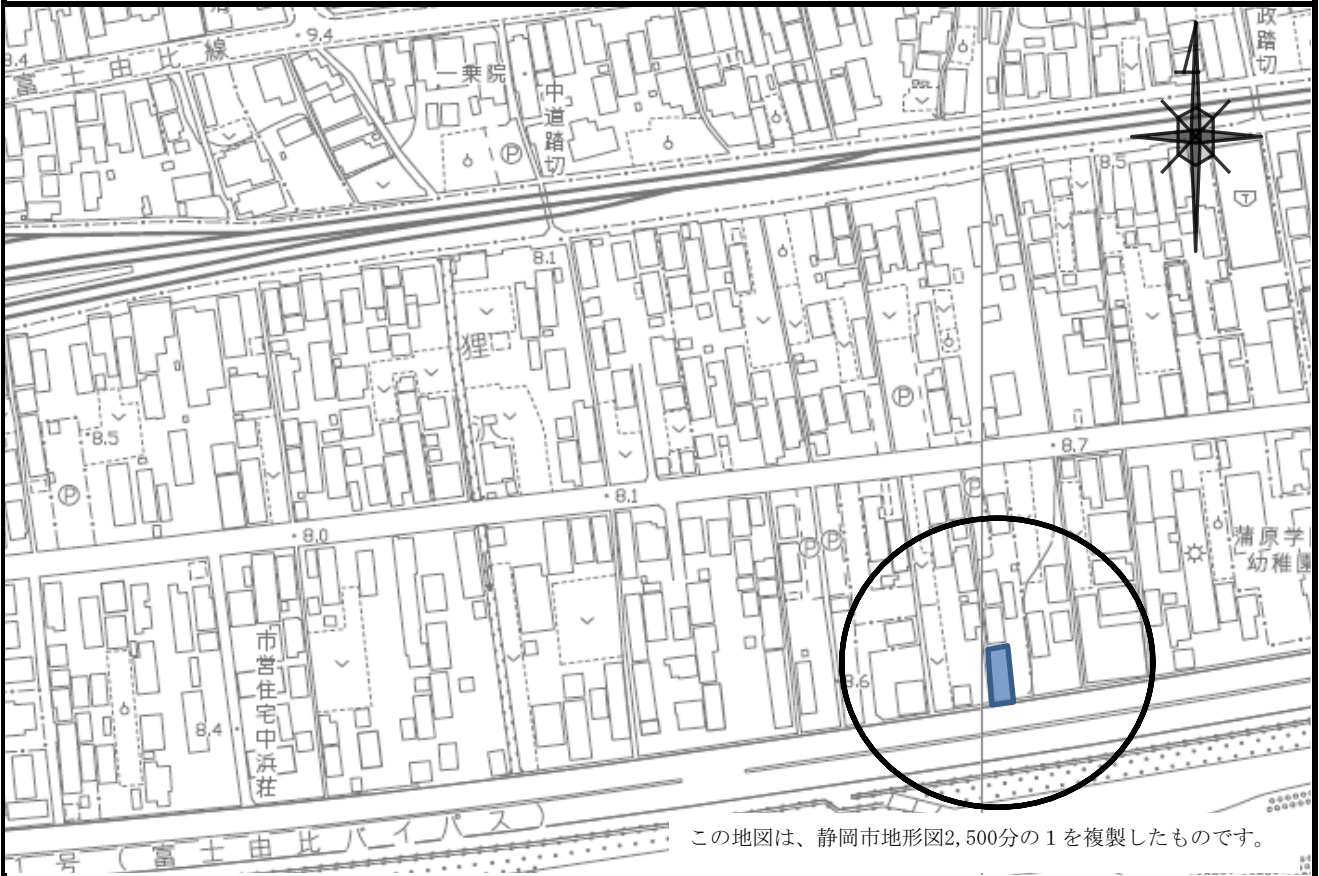 9.4
8.4
富士由比線
一乗院
中道踏切
政踏切
P
8.5
8.1
狸
沢
P
8.5
P
8.7
8.1
P
8.0
P P
蒲原学
幼稚園
市営住宅中浜荘
8.6
8.4
1号(富士由比バイパス)
この地図は、静岡市地形図2,500分の1を複製したものです。